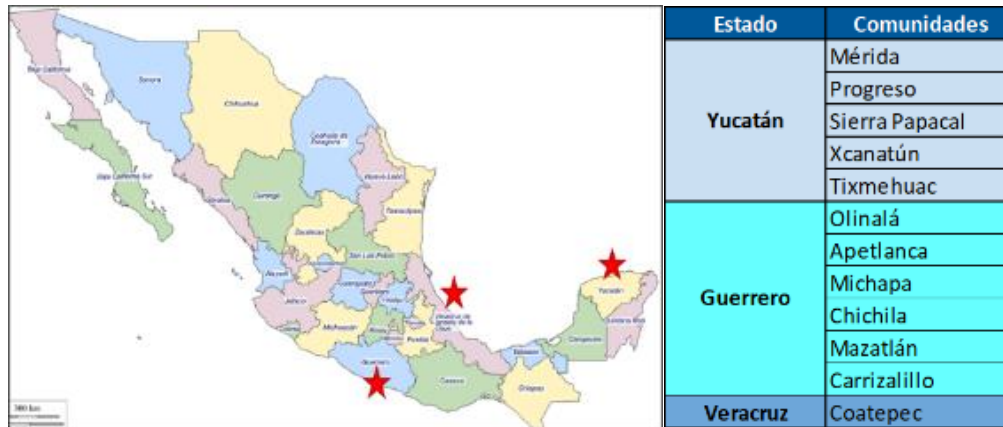 Baja California
Sonora
Chihuahua
Coahuila de Zaragoza
Baja California Sur
Nuevo León
Durango
Tamaulipas
Zacatecas
San Luis Potosí
Nayarit
Jalisco
Michoacán
Puebla
Guerrero
Oaxaca
Tabasco
Chiapas
Campeche
Yucatán
Estado Comunidades
Yucatán
Mérida
Progreso
Sierra Papacal
Xcanatún
Tixmehuac
Guerrero
Olinalá
Apetlanca
Michapa
Chichila
Mazatlán
Carrizalillo
Veracruz Coatepec